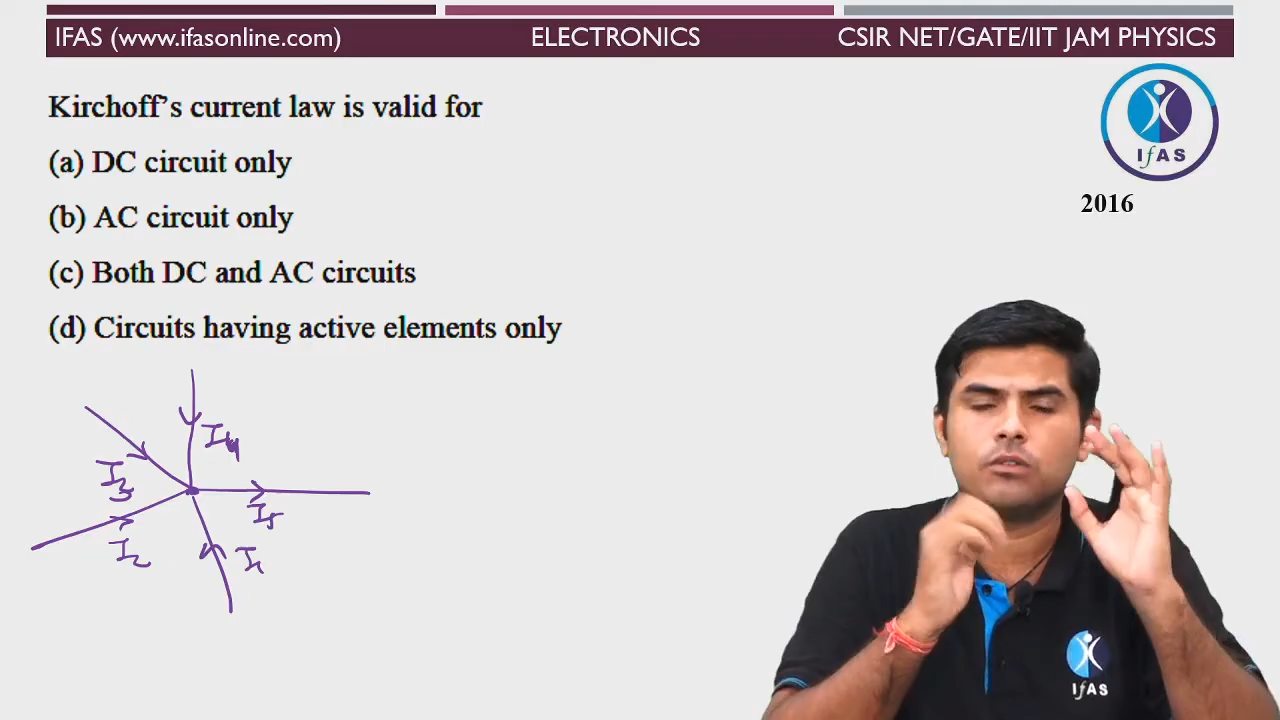 IFAS (www.ifasonline.com) ELECTRONICS CSIR NET/GATE/IIT JAM PHYSICS
Kirchoff's current law is valid for
(a) DC circuit only
(b) AC circuit only
(c) Both DC and AC circuits
(d) Circuits having active elements only
IfAS
2016
I4
I3
I5
I2
I1
IfAS